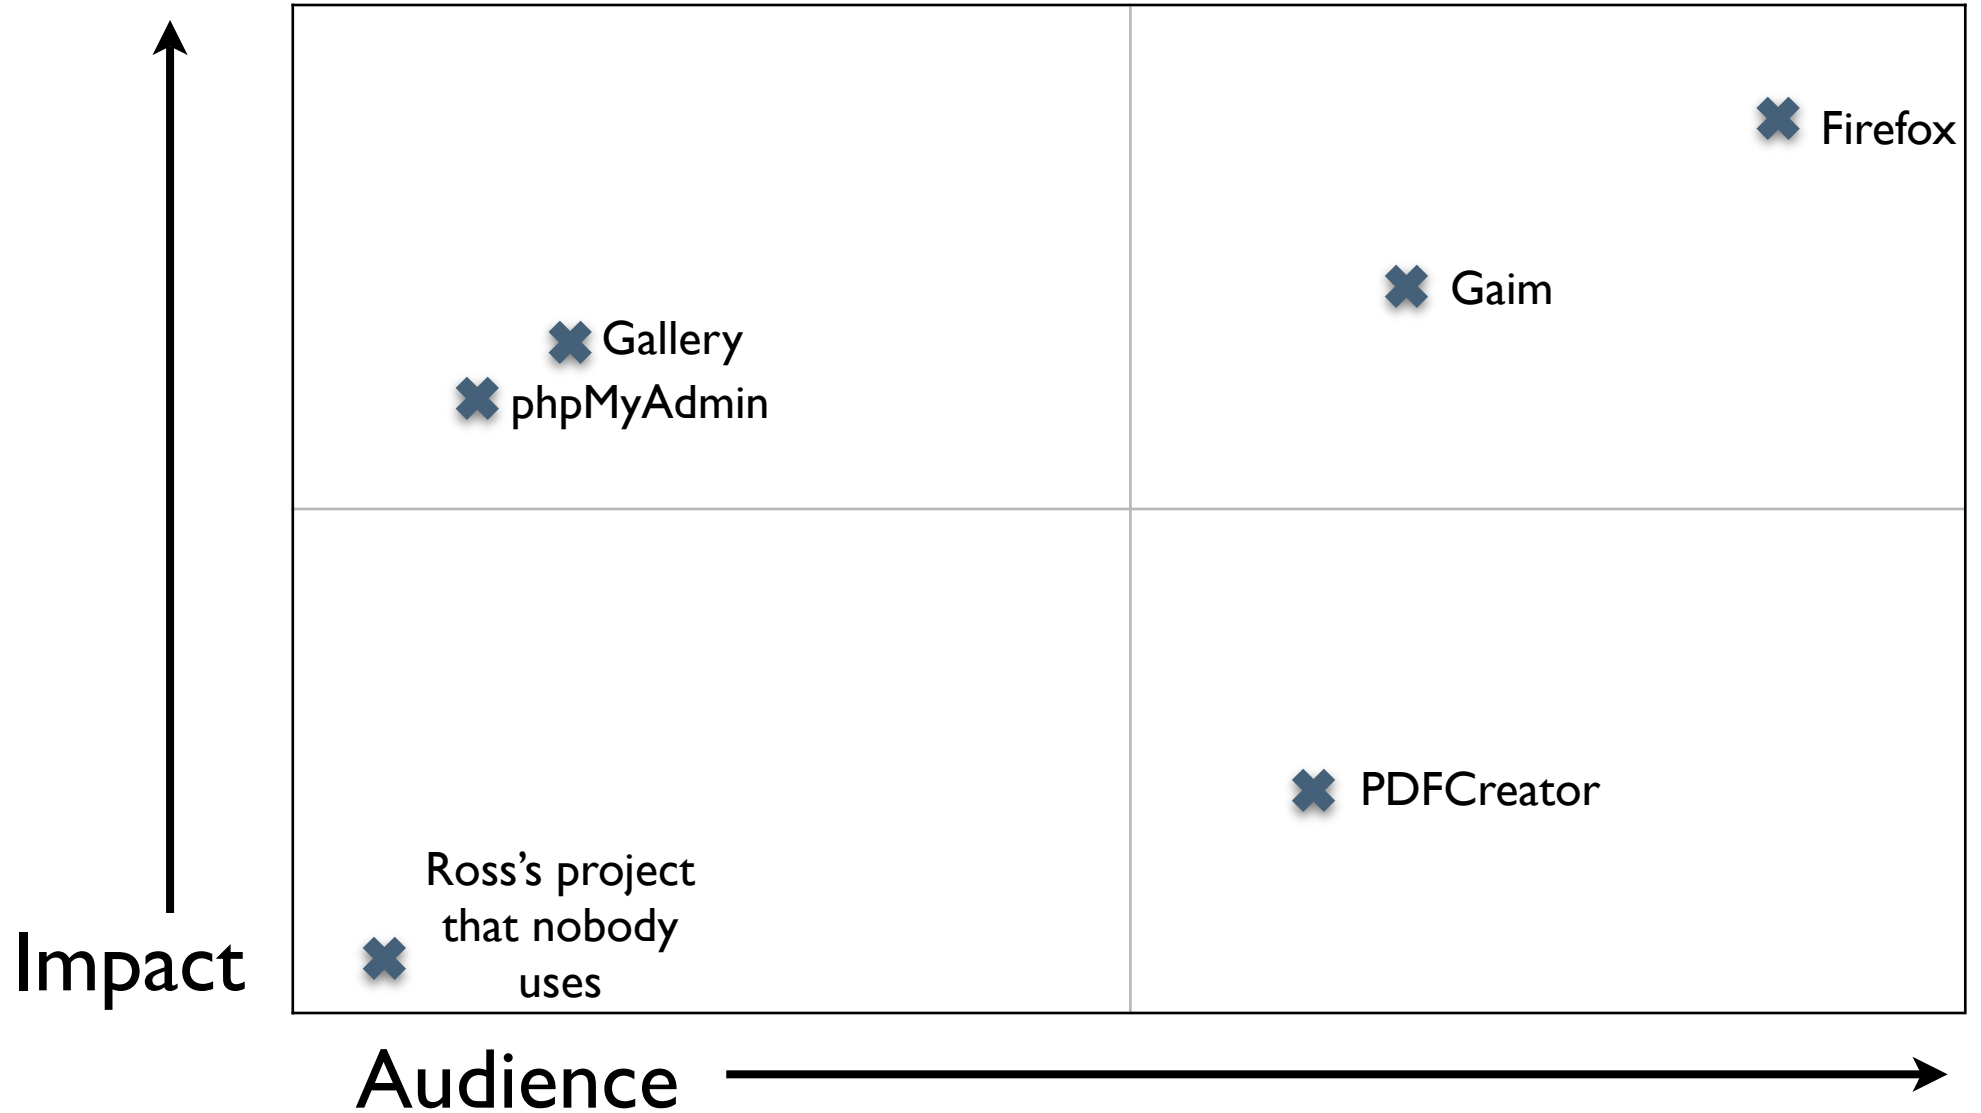 Firefox
Gaim
Gallery
phpMyAdmin
PDFCreator
Ross’s project
that nobody
uses
Impact
Audience